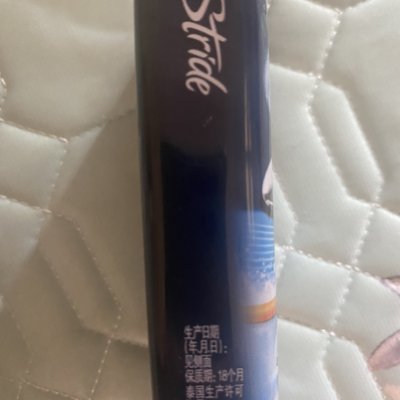 Stride
生产日期
(年.月.日):
见侧面
保质期: 18个月
泰国生产许可